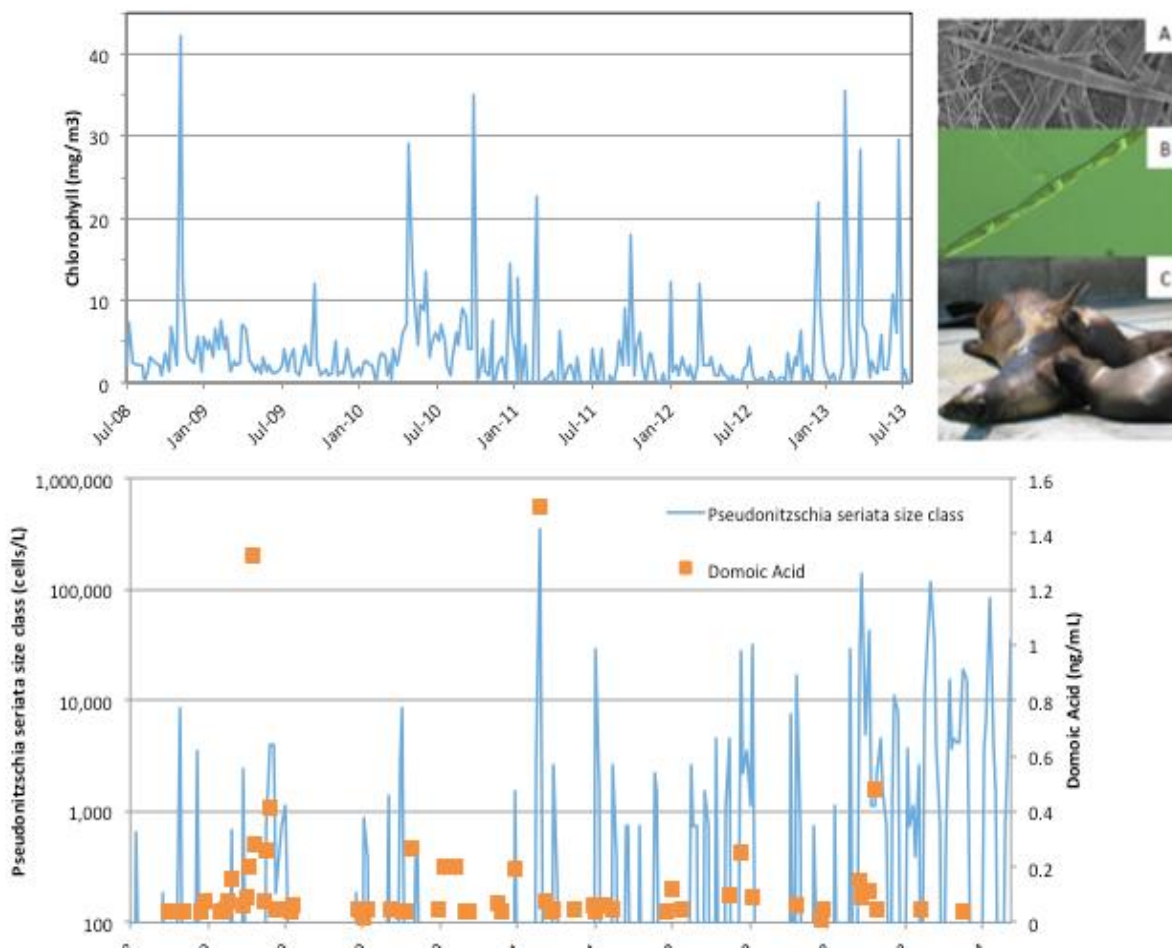 Chlorophyll (mg/m3)
40
30
20
10
0
Jul-08
Jan-09
Jul-09
Jan-10
Jul-10
Jan-11
Jul-11
Jan-12
Jul-12
Jan-13
Jul-13
A
B
C
Pseudonitzschia seriata size class (cells/L)
1,000,000
100,000
10,000
1,000
100
Pseudonitzschia seriata size class
Domoic Acid
1.6
1.4
1.2
1
0.8
0.6
0.4
0.2
0
Domoic Acid (ng/mL)